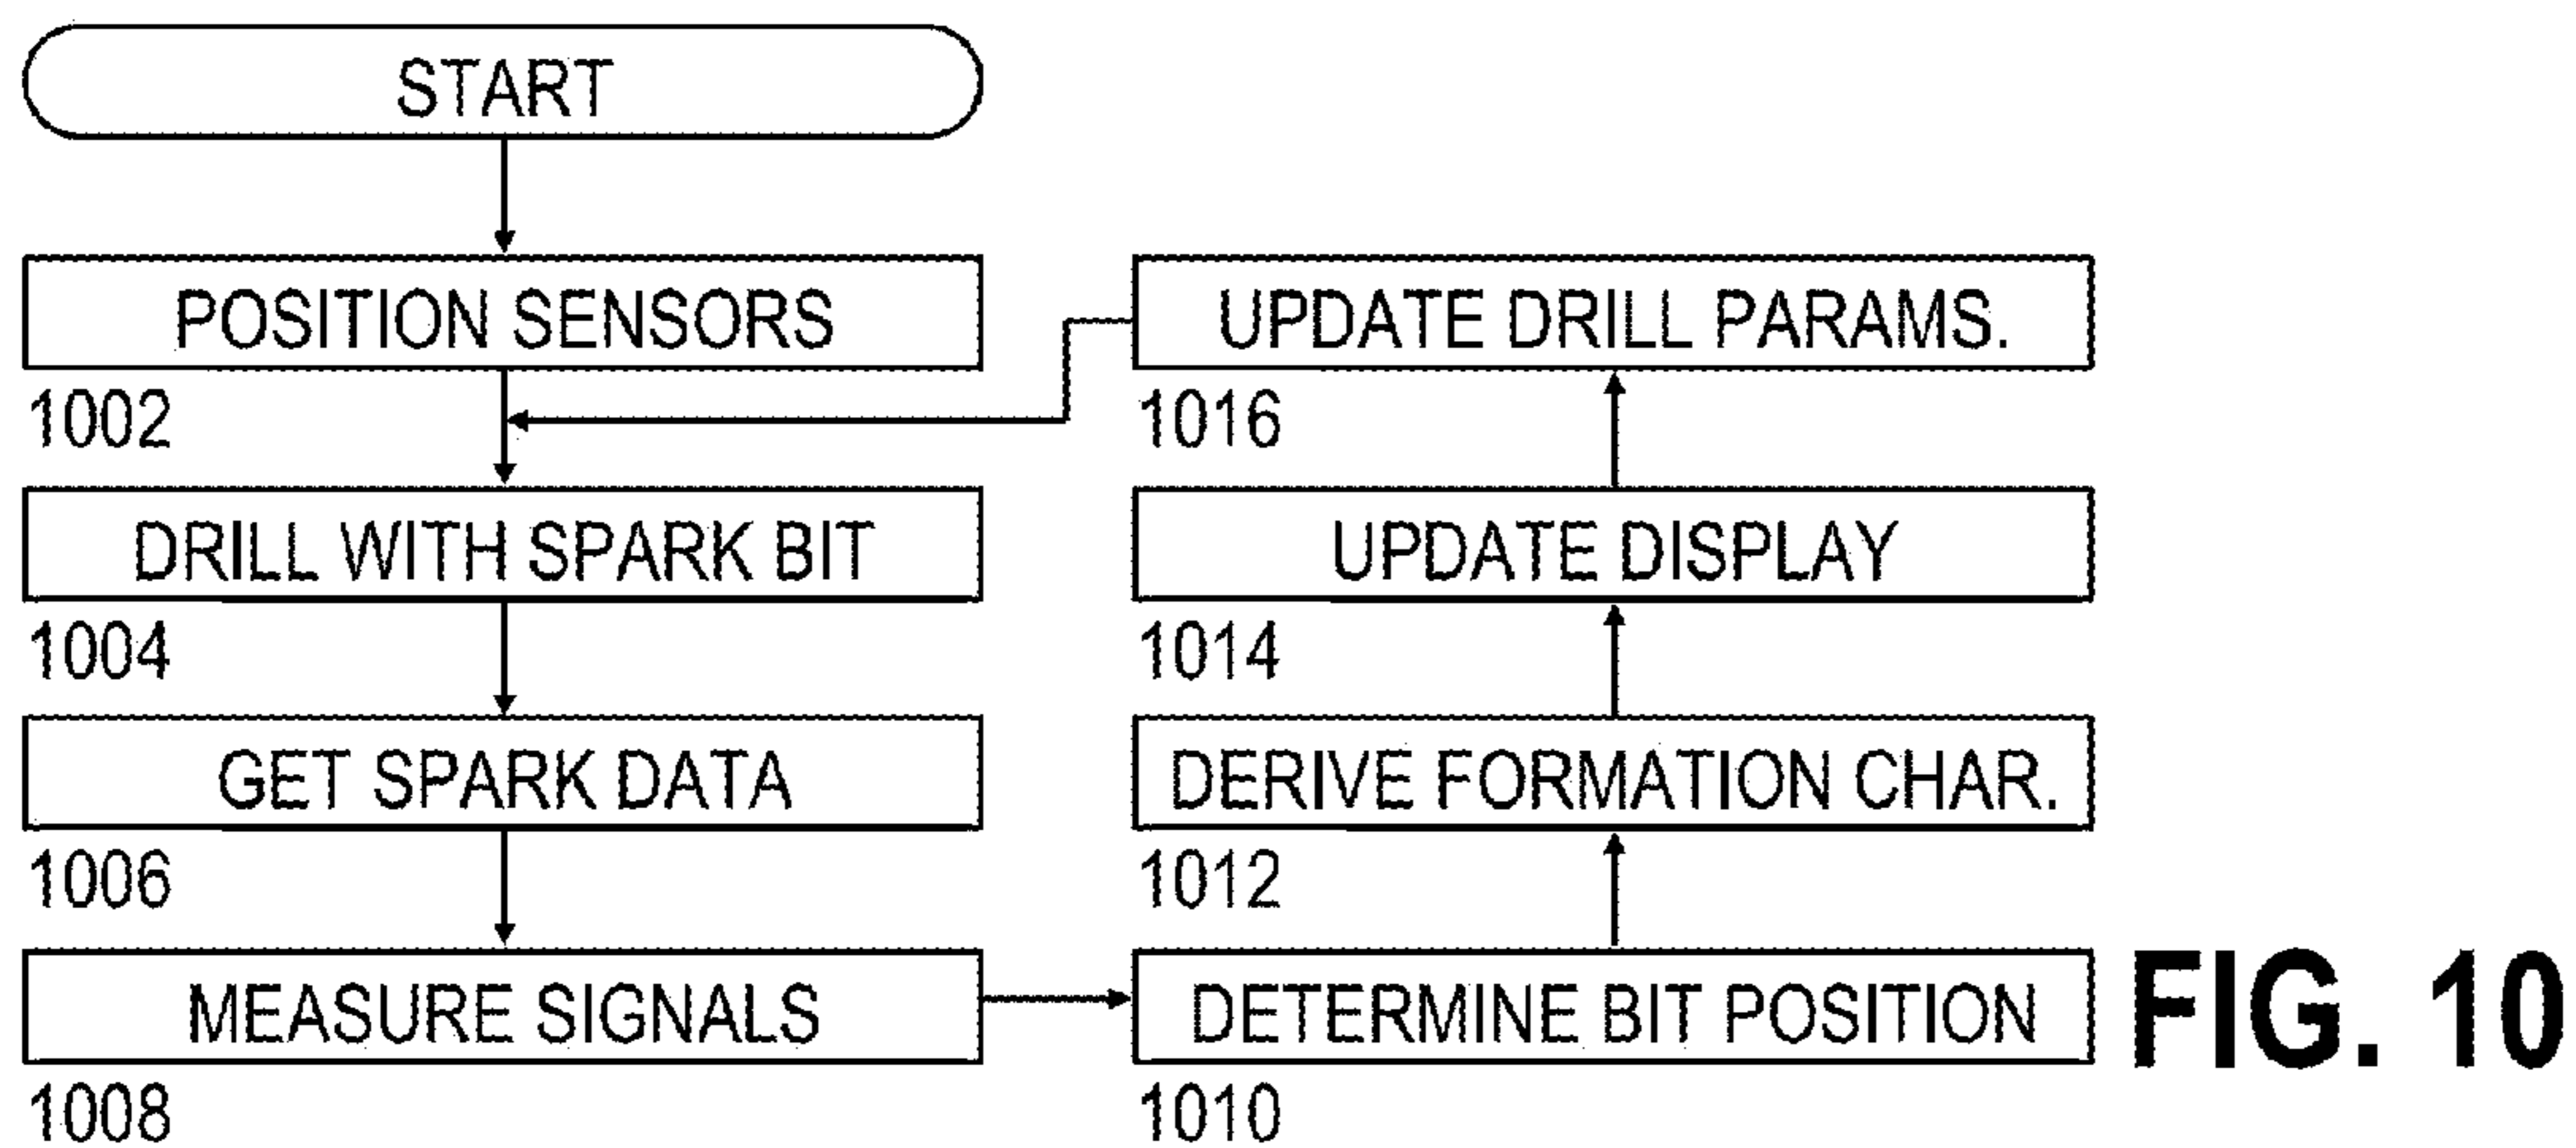 START
POSITION SENSORS
1002
DRILL WITH SPARK BIT
1004
GET SPARK DATA
1006
MEASURE SIGNALS
1008
UPDATE DRILL PARAMS.
1016
UPDATE DISPLAY
1014
DERIVE FORMATION CHAR.
1012
DETERMINE BIT POSITION
1010
FIG. 10